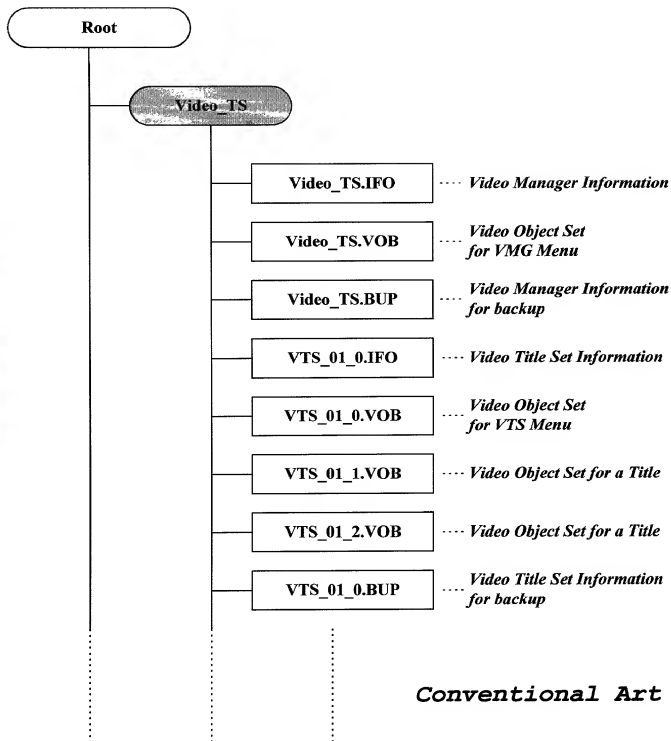 Root
Video_TS
Video_TS.IFO
Video Manager Information
Video_TS.VOB
Video Object Set
for VMG Menu
Video_TS.BUP
Video Manager Information
for backup
VTS_01_0.IFO
Video Title Set Information
VTS_01_0.VOB
Video Object Set
for VTS Menu
VTS_01_1.VOB
Video Object Set for a Title
VTS_01_2.VOB
Video Object Set for a Title
VTS_01_0.BUP
Video Title Set Information
for backup
Conventional Art